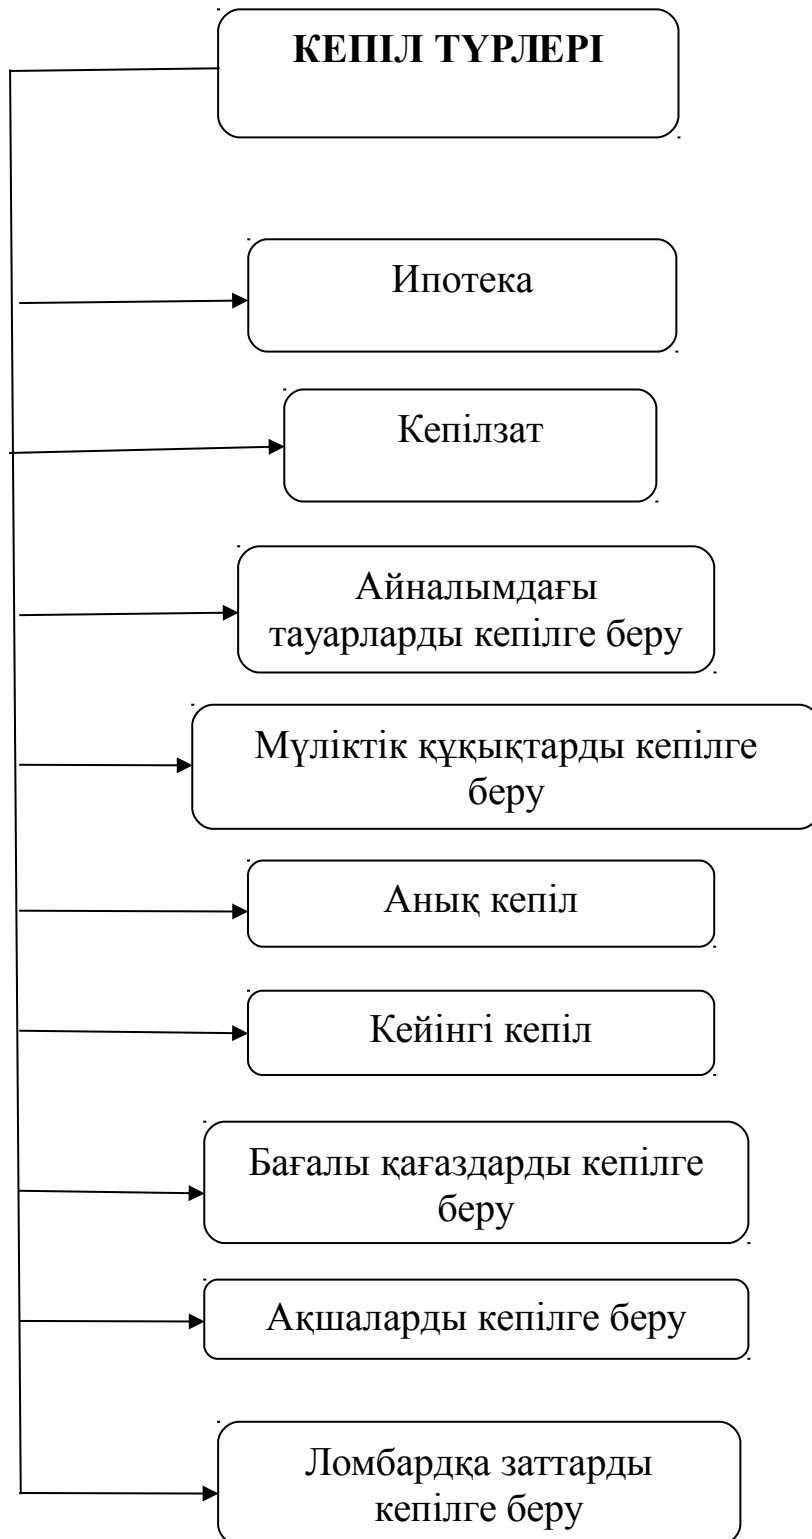 КЕПІЛ ТҮРЛЕРІ
Ипотека
Кепілзат
Айналымдағы
тауарларды кепілге беру
Мүліктік құқықтарды кепілге
беру
Анық кепіл
Кейінгі кепіл
Бағалы қағаздарды кепілге
беру
Ақшаларды кепілге беру
Ломбардқа заттарды
кепілге беру